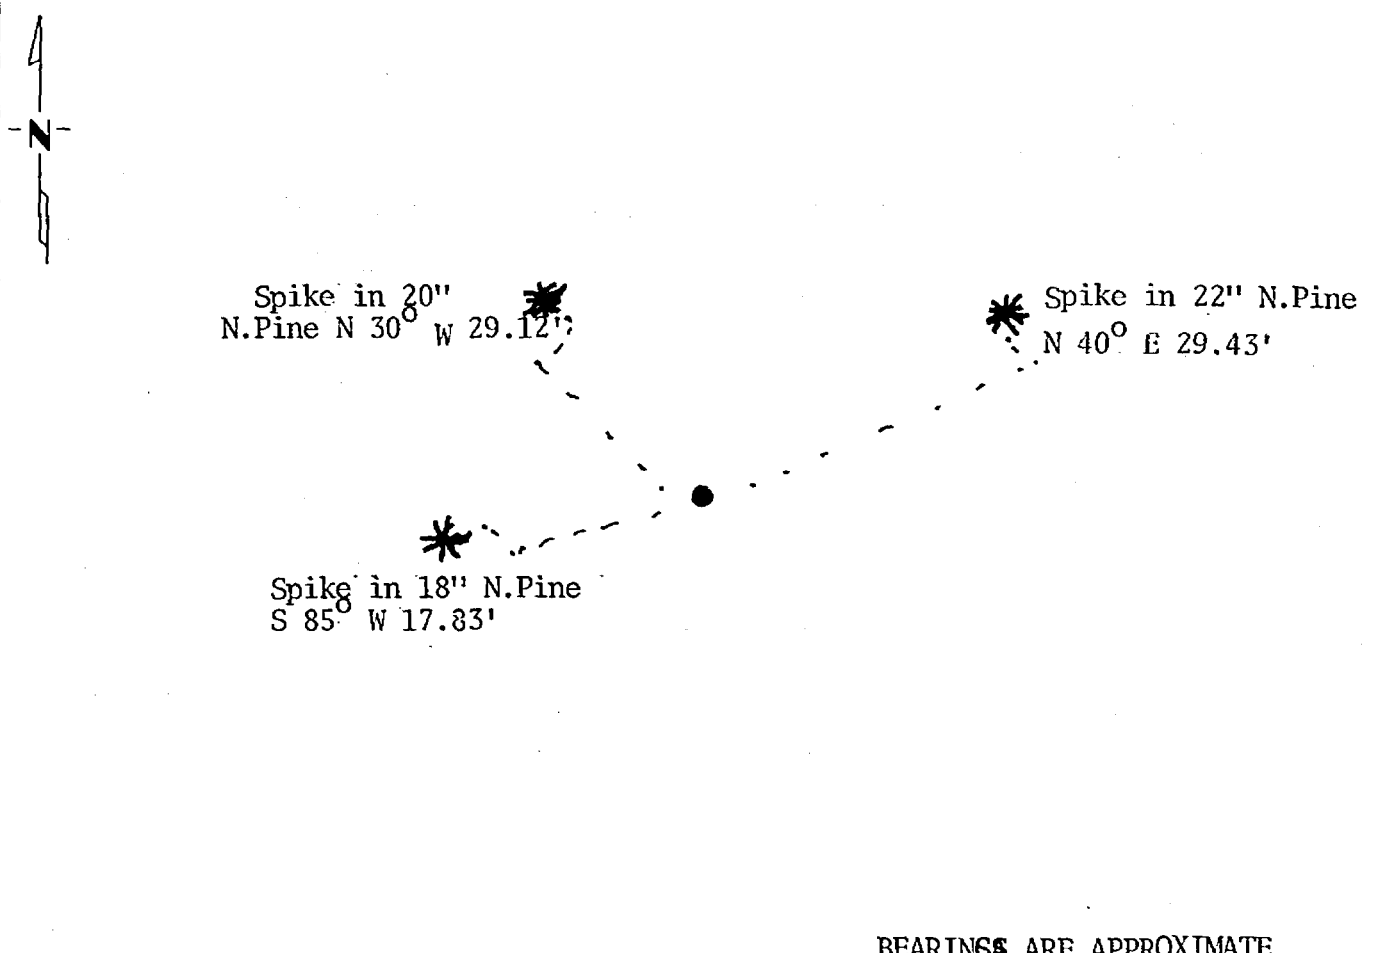 N
Spike in 20"
N.Pine N 30° W 29.12'
Spike in 22" N.Pine
N 40° E 29.43'
Spike in 18" N.Pine
S 85° W 17.83'
BEARINGS ARE APPROXIMATE